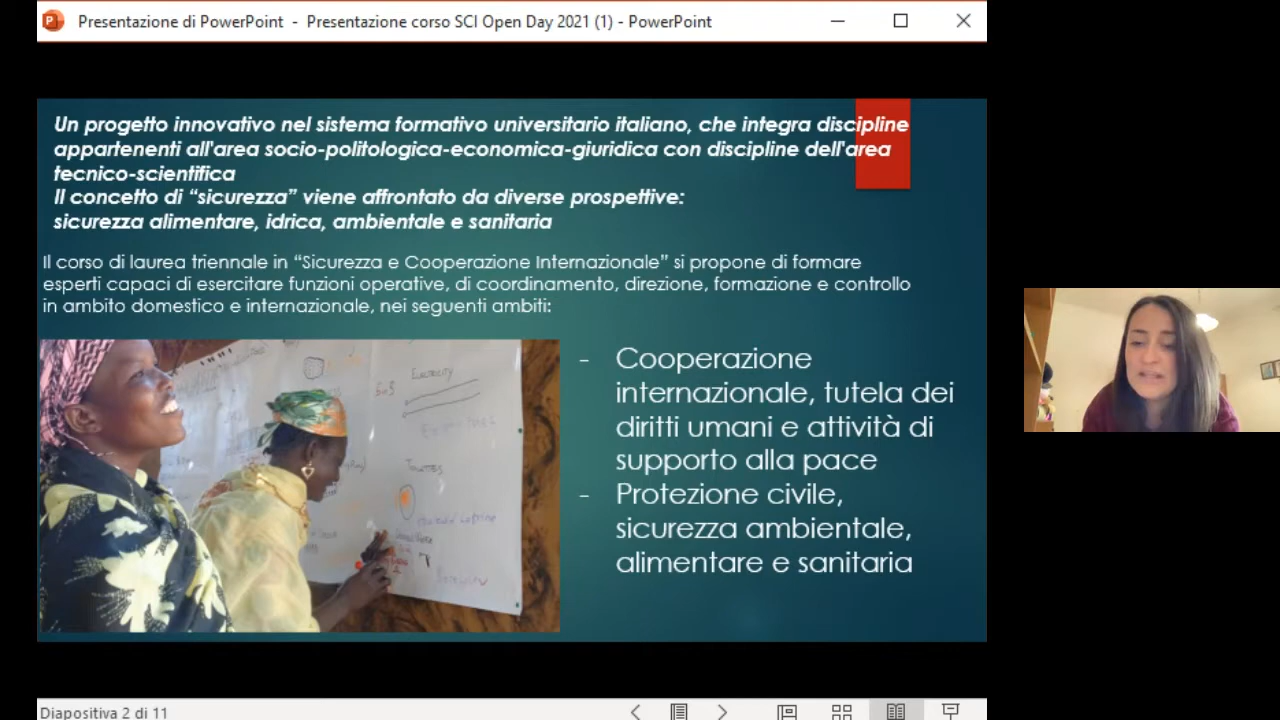 Presentazione di PowerPoint - Presentazione corso SCI Open Day 2021 (1) - PowerPoint
Un progetto innovativo nel sistema formativo universitario italiano, che integra discipline
appartenenti all'area socio-politologica-economica-giuridica con discipline dell'area
tecnico-scientifica
Il concetto di “sicurezza” viene affrontato da diverse prospettive:
sicurezza alimentare, idrica, ambientale e sanitaria
Il corso di laurea triennale in “Sicurezza e Cooperazione Internazionale” si propone di formare
esperti capaci di esercitare funzioni operative, di coordinamento, direzione, formazione e controllo
in ambito domestico e internazionale, nei seguenti ambiti:
- Cooperazione
internazionale, tutela dei
diritti umani e attività di
supporto alla pace
- Protezione civile,
sicurezza ambientale,
alimentare e sanitaria
Diapositiva 2 di 11